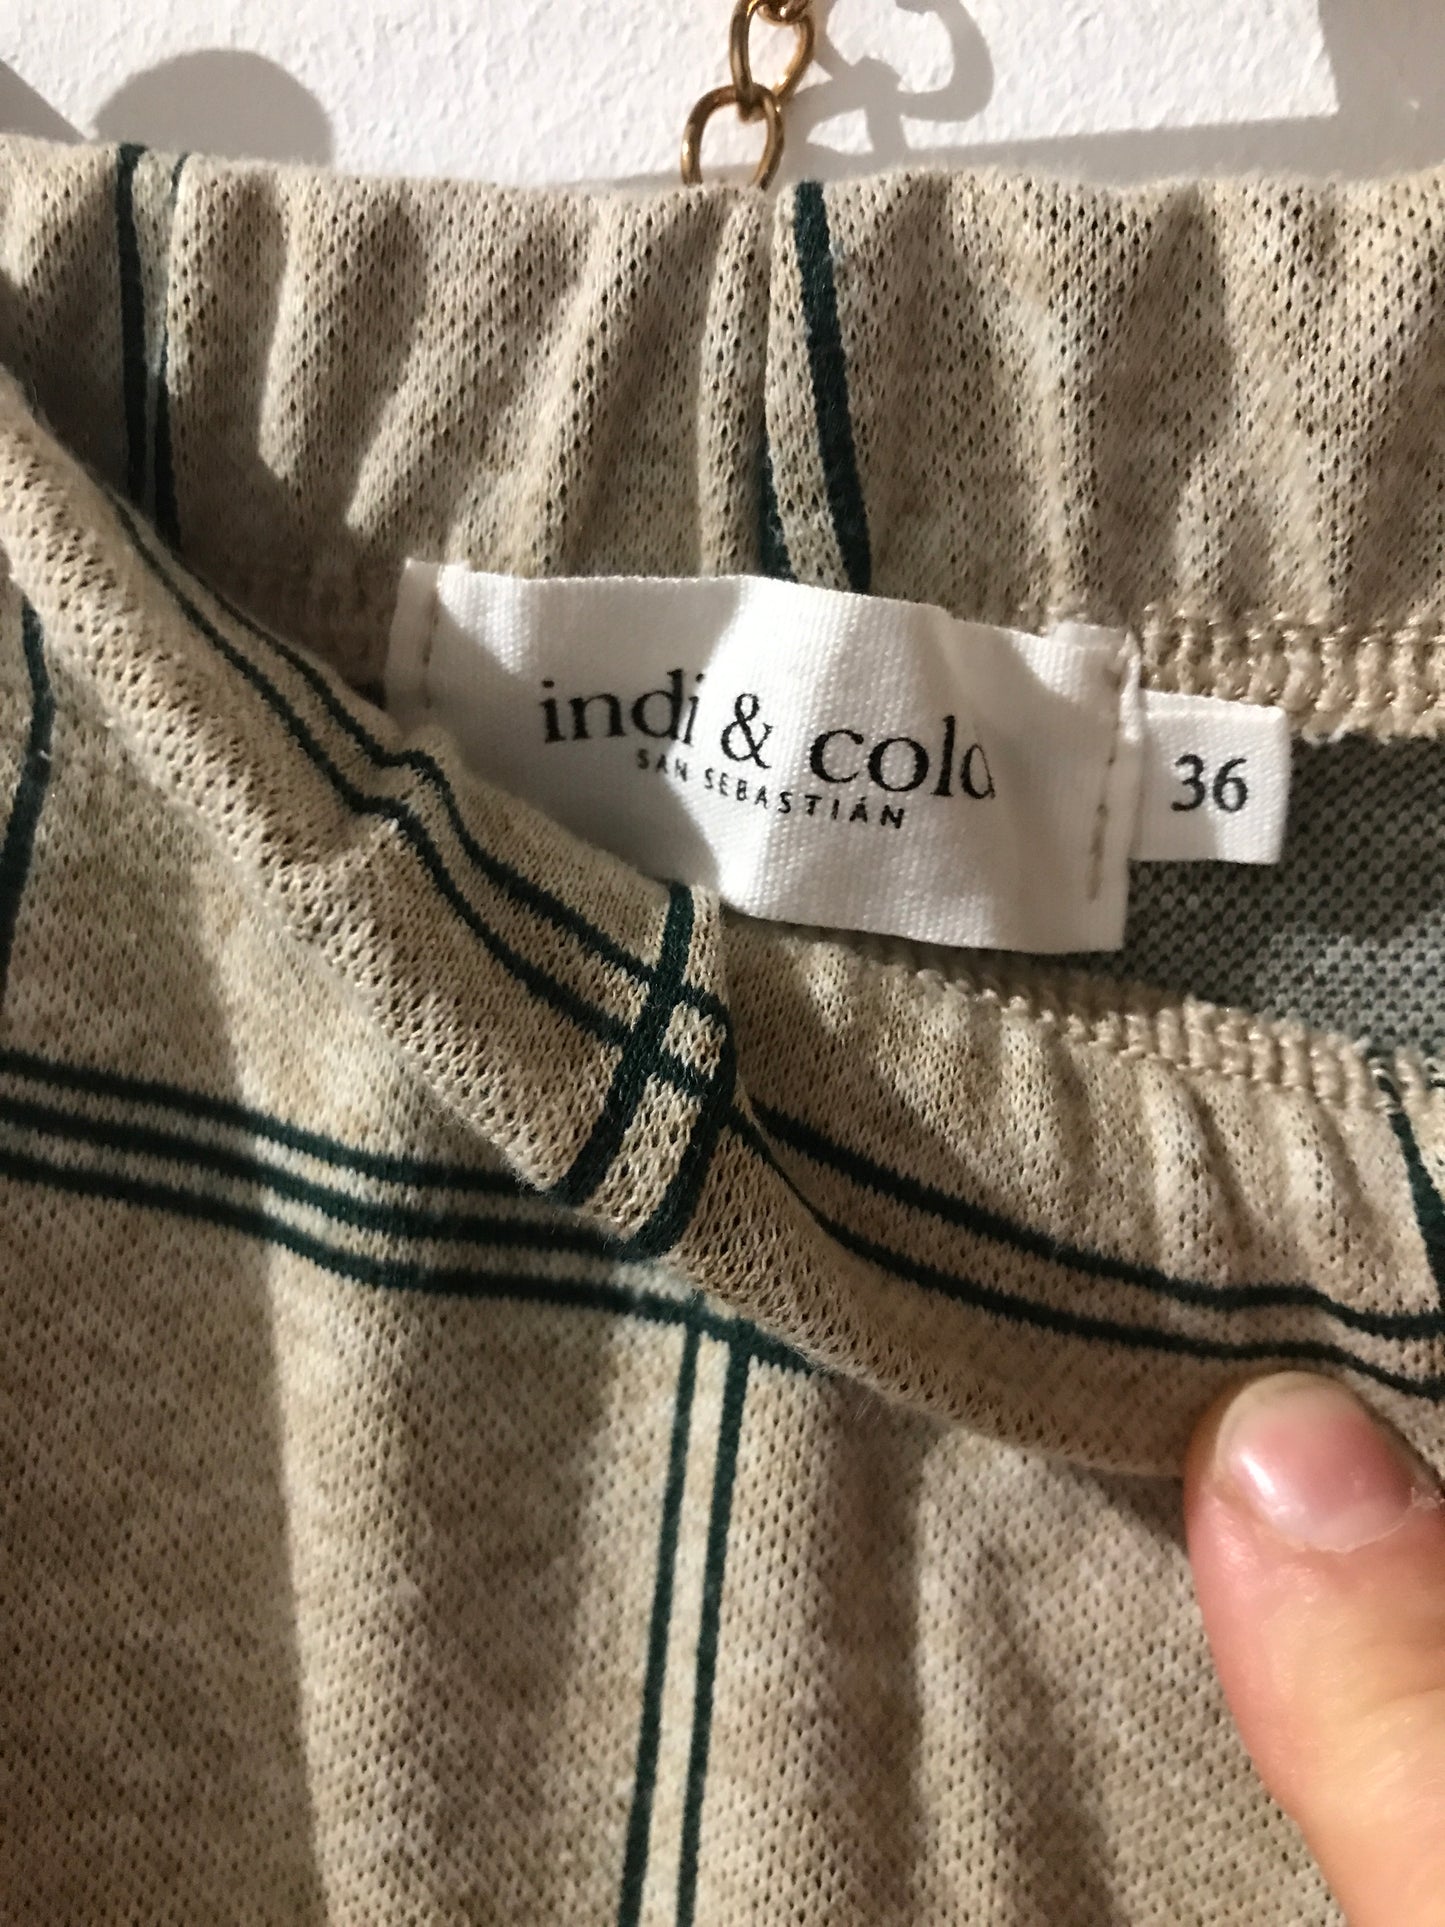 indi & cold
SAN SEBASTIÁN
36